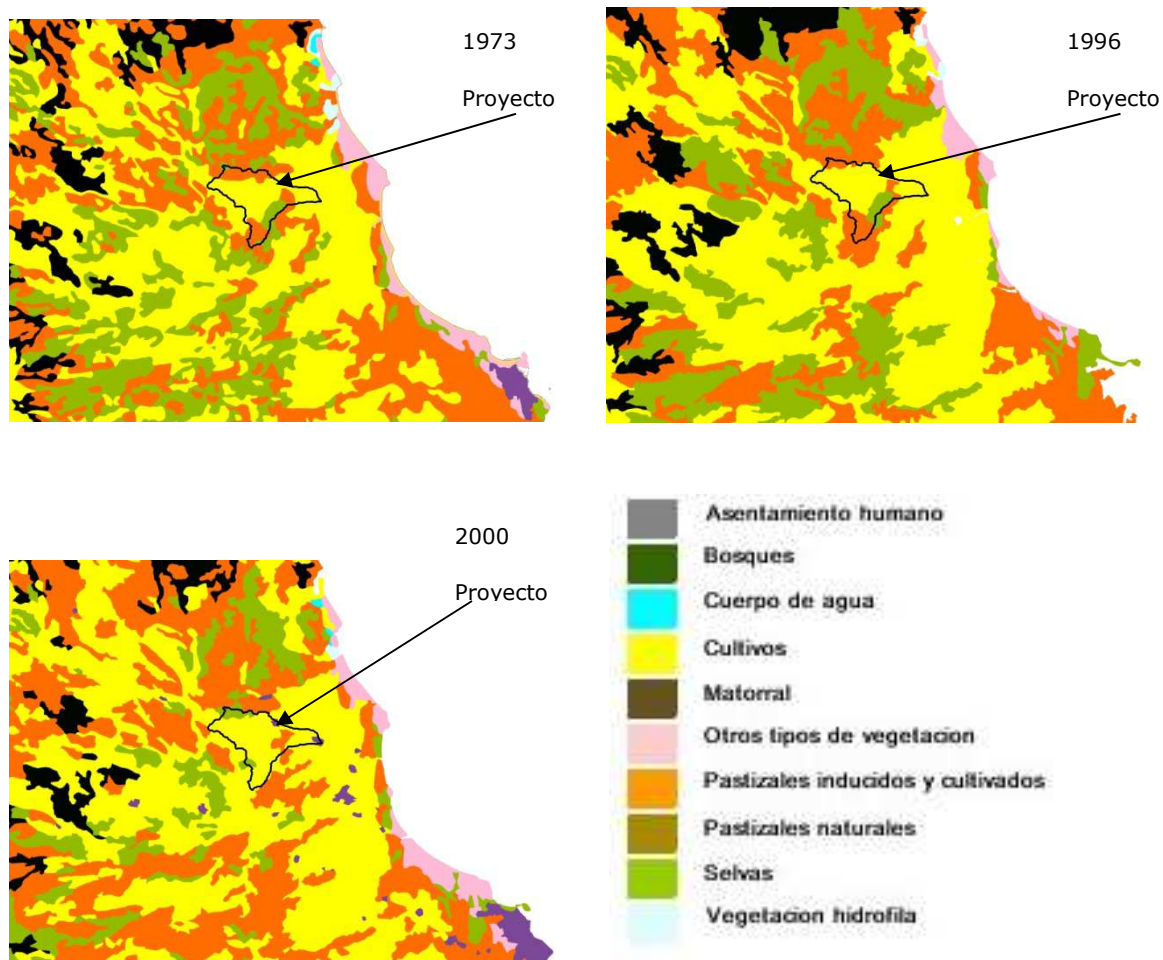 1973
Proyecto
1996
Proyecto
2000
Proyecto
Asentamiento humano
Bosques
Cuerpo de agua
Cultivos
Matorral
Otros tipos de vegetacion
Pastizales inducidos y cultivados
Pastizales naturales
Selvas
Vegetacion hidrofila